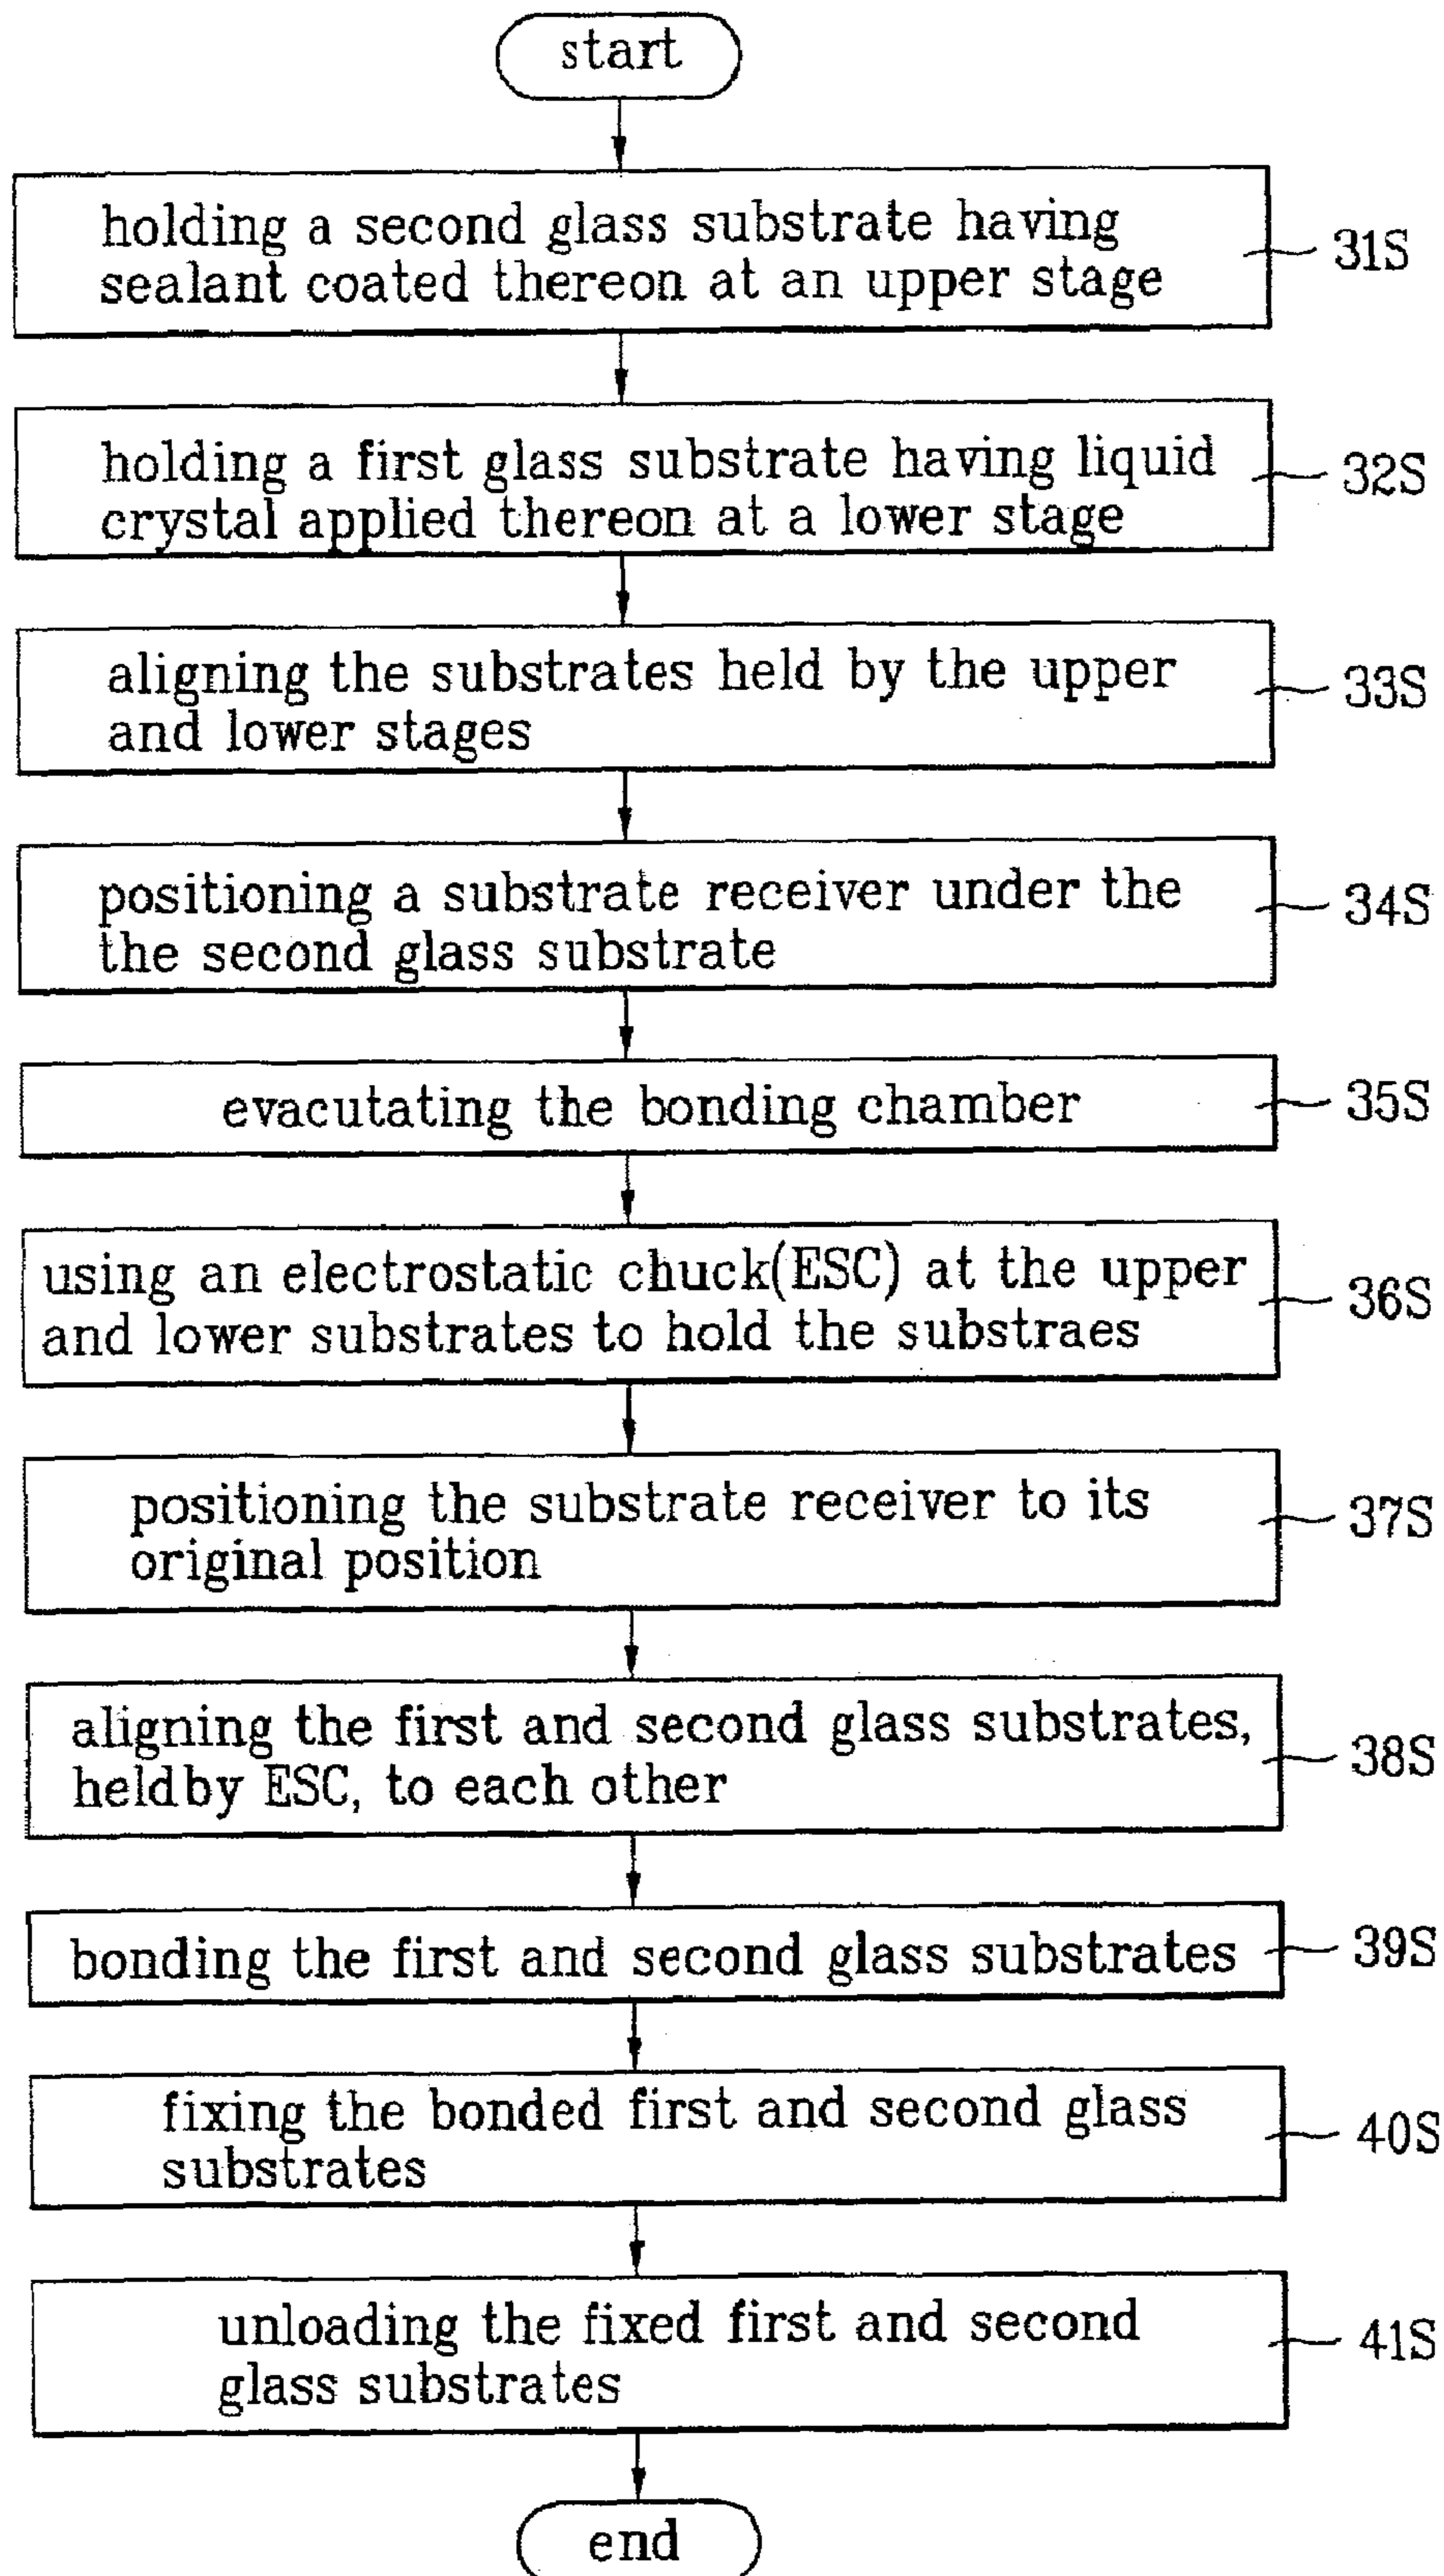 start
holding a second glass substrate having
sealant coated thereon at an upper stage
31S
holding a first glass substrate having liquid
crystal applied thereon at a lower stage
32S
aligning the substrates held by the upper
and lower stages
33S
positioning a substrate receiver under the
the second glass substrate
34S
evacutating the bonding chamber
35S
using an electrostatic chuck(ESC) at the upper
and lower substrates to hold the substraes
36S
positioning the substrate receiver to its
original position
37S
aligning the first and second glass substrates,
heldby ESC, to each other
38S
bonding the first and second glass substrates
39S
fixing the bonded first and second glass
substrates
40S
unloading the fixed first and second
glass substrates
41S
end